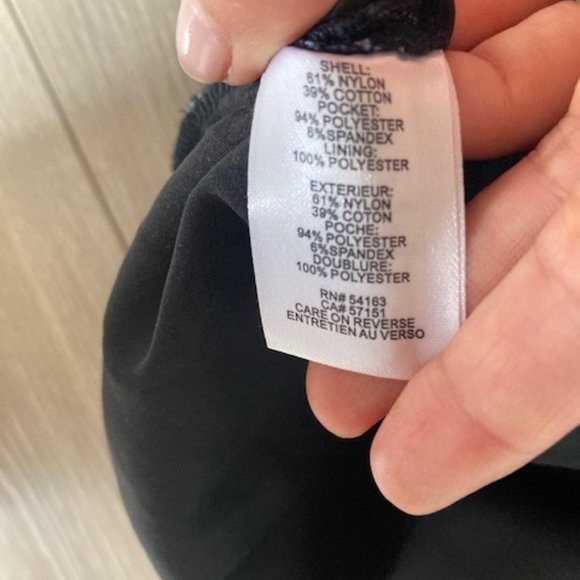 SHELL:
61% NYLON
39% COTTON
POCKET:
94% POLYESTER
6%SPANDEX
LINING:
100% POLYESTER
EXTERIEUR:
61% NYLON
39% COTON
POCHE:
94% POLYESTER
6%SPANDEX
DOUBLURE:
100% POLYESTER
RN# 54163
CA# 57151
CARE ON REVERSE
ENTRETIEN AU VERSO